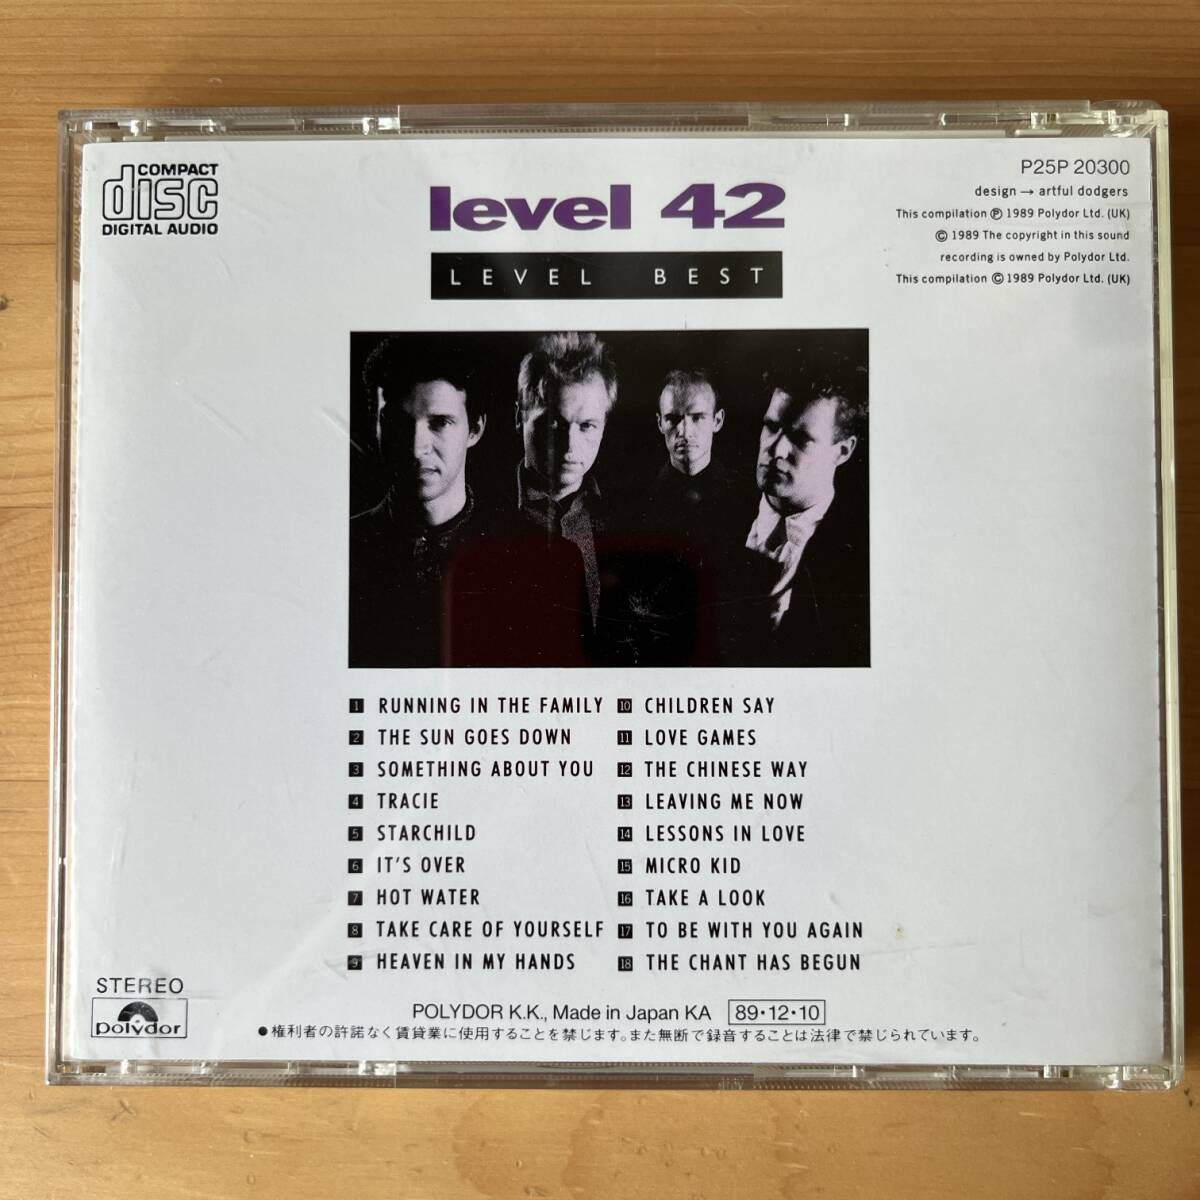 COMPACT
disc
DIGITAL AUDIO
level 42
LEVEL BEST
P25P 20300
design → artful dodgers
This compilation Ⓟ 1989 Polydor Ltd. (UK)
© 1989 The copyright in this sound
recording is owned by Polydor Ltd.
This compilation © 1989 Polydor Ltd. (UK)
1 RUNNING IN THE FAMILY
2 THE SUN GOES DOWN
3 SOMETHING ABOUT YOU
4 TRACIE
5 STARCHILD
6 IT'S OVER
7 HOT WATER
8 TAKE CARE OF YOURSELF
9 HEAVEN IN MY HANDS
10 CHILDREN SAY
11 LOVE GAMES
12 THE CHINESE WAY
13 LEAVING ME NOW
14 LESSONS IN LOVE
15 MICRO KID
16 TAKE A LOOK
17 TO BE WITH YOU AGAIN
18 THE CHANT HAS BEGUN
STEREO
polydor
POLYDOR K.K., Made in Japan KA 89・12・10
●権利者の許諾なく賃貸業に使用することを禁じます。また無断で録音することは法律で禁じられています。